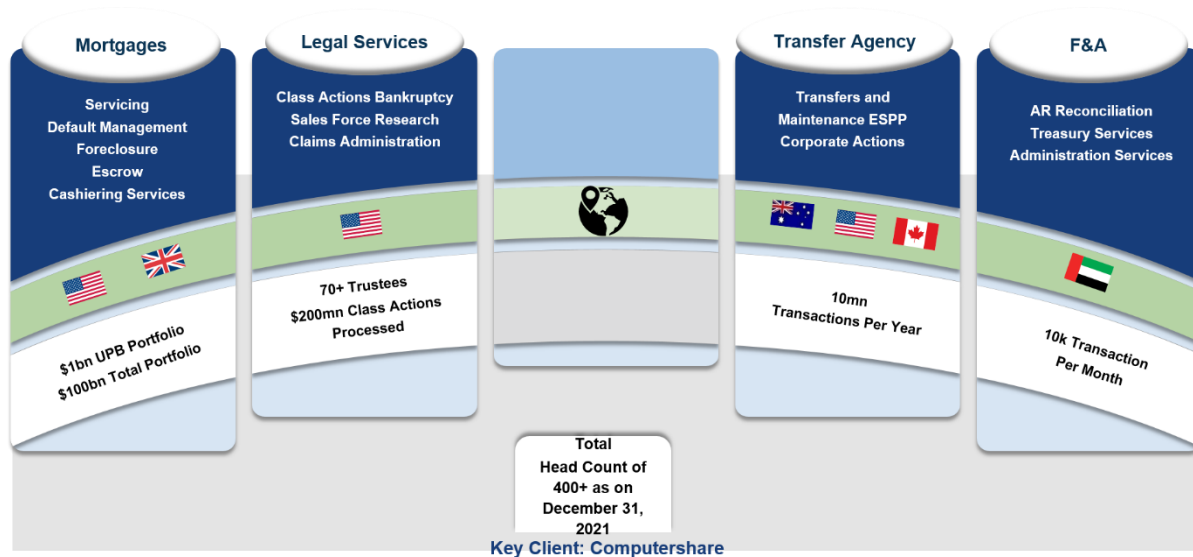 Mortgages
Servicing
Default Management
Foreclosure
Escrow
Cashiering Services
$1bn UPB Portfolio
$100bn Total Portfolio
Legal Services
Class Actions Bankruptcy
Sales Force Research
Claims Administration
70+ Trustees
$200mn Class Actions
Processed
Transfer Agency
Transfers and
Maintenance ESPP
Corporate Actions
10mn
Transactions Per Year
F&A
AR Reconciliation
Treasury Services
Administration Services
10k Transaction
Per Month
Total
Head Count of
400+ as on
December 31,
2021
Key Client: Computershare